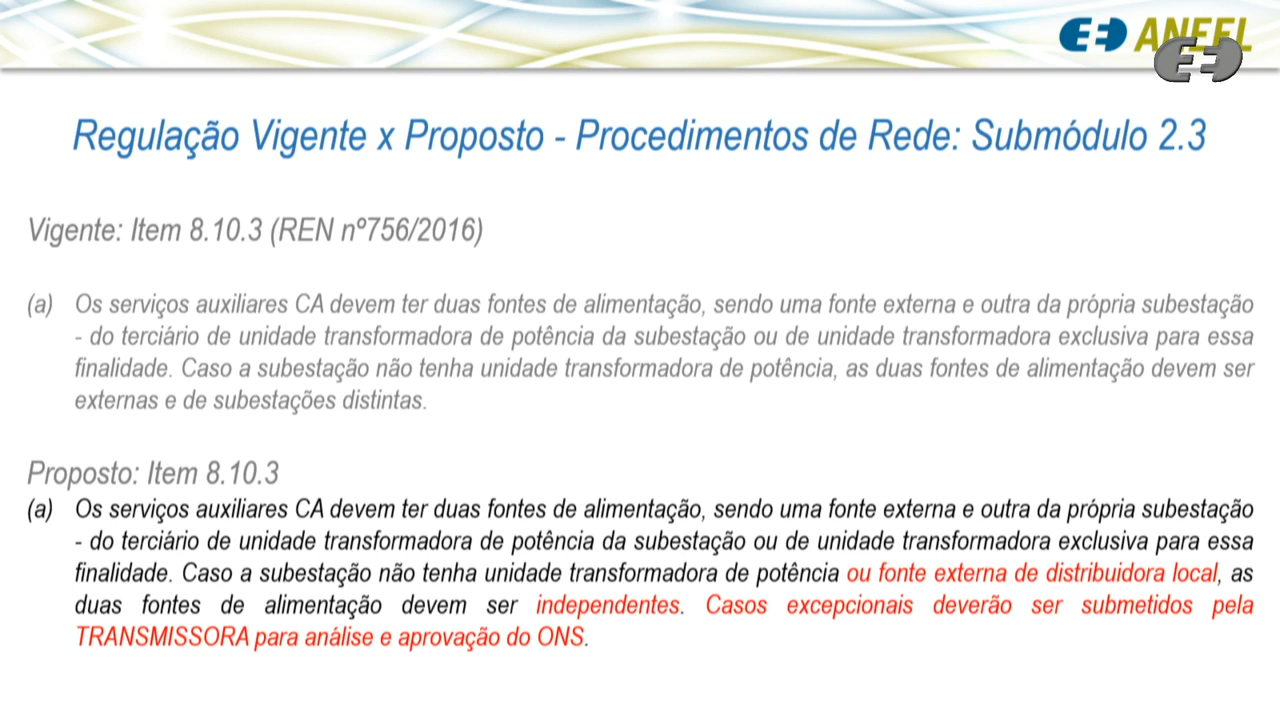 ANEEL
Regulação Vigente x Proposto - Procedimentos de Rede: Submódulo 2.3
Vigente: Item 8.10.3 (REN nº756/2016)
(a) Os serviços auxiliares CA devem ter duas fontes de alimentação, sendo uma fonte externa e outra da própria subestação
- do terciário de unidade transformadora de potência da subestação ou de unidade transformadora exclusiva para essa
finalidade. Caso a subestação não tenha unidade transformadora de potência, as duas fontes de alimentação devem ser
externas e de subestações distintas.
Proposto: Item 8.10.3
(a) Os serviços auxiliares CA devem ter duas fontes de alimentação, sendo uma fonte externa e outra da própria subestação
- do terciário de unidade transformadora de potência da subestação ou de unidade transformadora exclusiva para essa
finalidade. Caso a subestação não tenha unidade transformadora de potência ou fonte externa de distribuidora local, as
duas fontes de alimentação devem ser independentes. Casos excepcionais deverão ser submetidos pela
TRANSMISSORA para análise e aprovação do ONS.